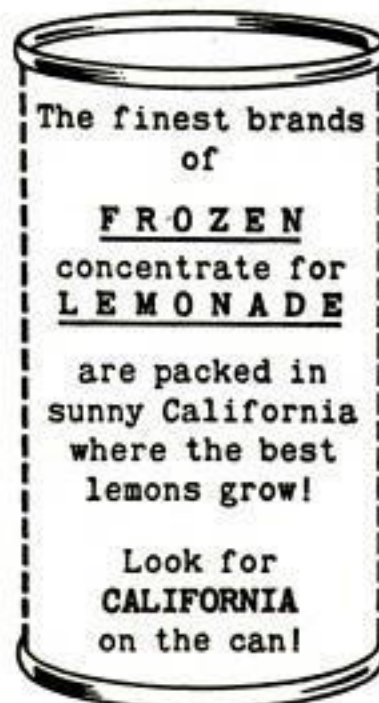 The finest brands
of
FROZEN
concentrate for
LEMONADE
are packed in
sunny California
where the best
lemons grow!
Look for
CALIFORNIA
on the can!